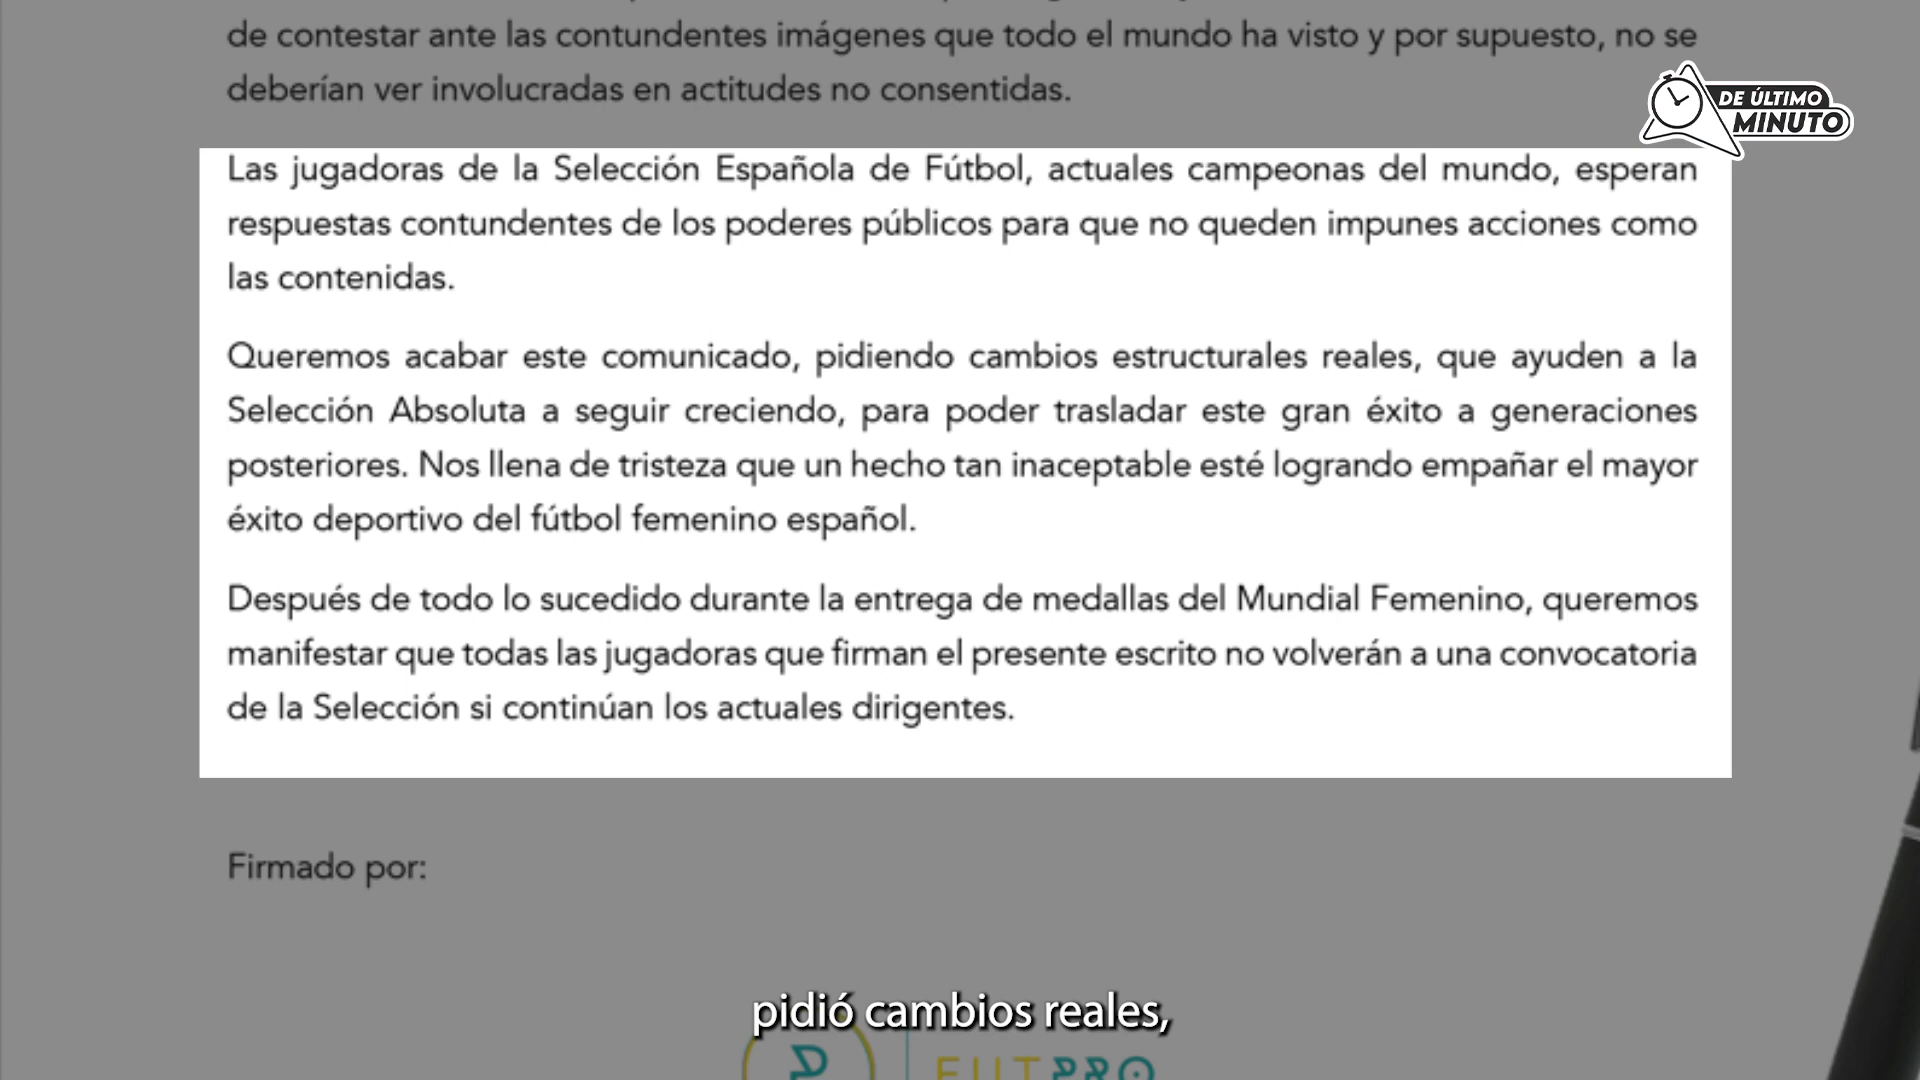 de contestar ante las contundentes imágenes que todo el mundo ha visto y por supuesto, no se
deberían ver involucradas en actitudes no consentidas.
DE ÚLTIMO
MINUTO
Las jugadoras de la Selección Española de Fútbol, actuales campeonas del mundo, esperan
respuestas contundentes de los poderes públicos para que no queden impunes acciones como
las contenidas.
Queremos acabar este comunicado, pidiendo cambios estructurales reales, que ayuden a la
Selección Absoluta a seguir creciendo, para poder trasladar este gran éxito a generaciones
posteriores. Nos llena de tristeza que un hecho tan inaceptable esté logrando empañar el mayor
éxito deportivo del fútbol femenino español.
Después de todo lo sucedido durante la entrega de medallas del Mundial Femenino, queremos
manifestar que todas las jugadoras que firman el presente escrito no volverán a una convocatoria
de la Selección si continúan los actuales dirigentes.
Firmado por:
pidió cambios reales,
FUTPRO